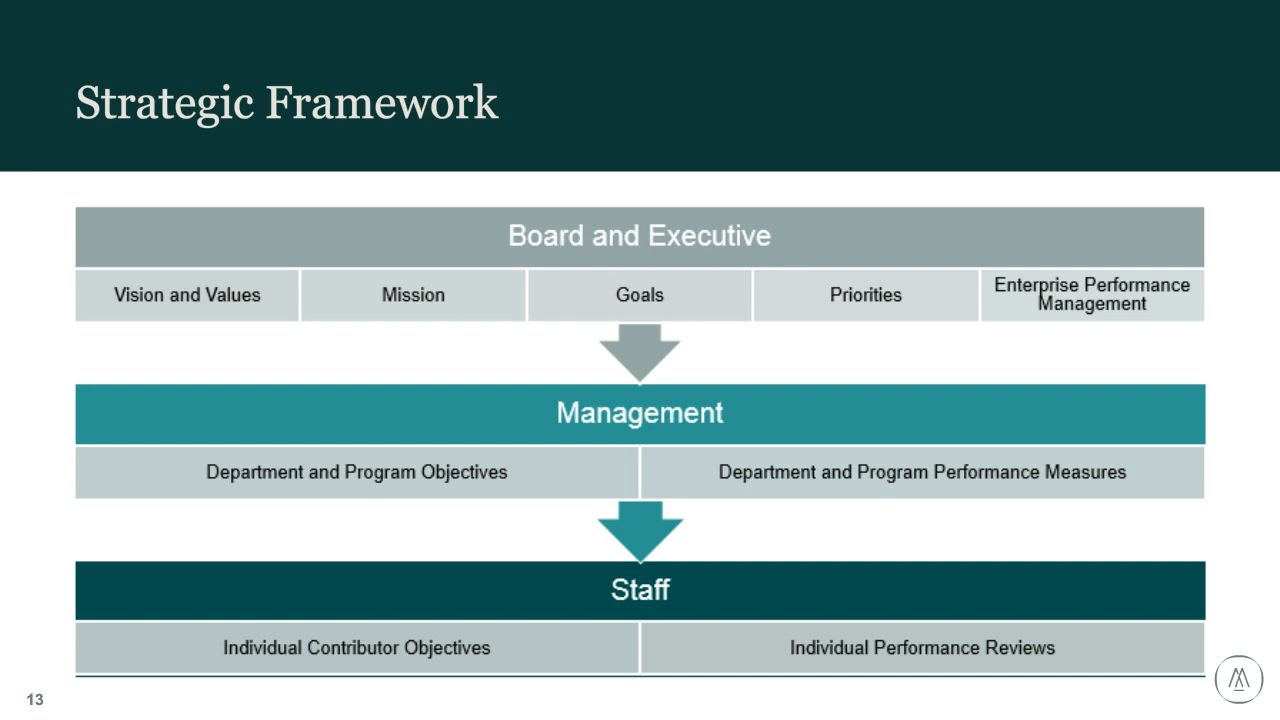 Strategic Framework
Board and Executive
Vision and Values
Mission
Goals
Priorities
Enterprise Performance
Management
Management
Department and Program Objectives
Department and Program Performance Measures
Staff
Individual Contributor Objectives
Individual Performance Reviews
13